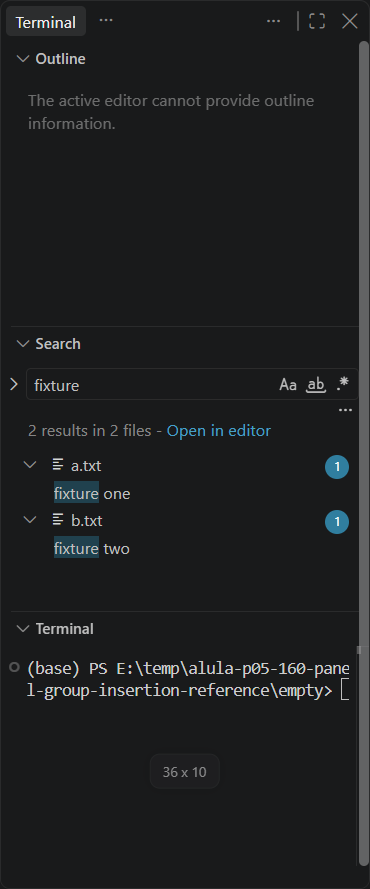 Terminal ... ...
Outline
The active editor cannot provide outline
information.
Search
fixture Aa ab .*
...
2 results in 2 files - Open in editor
a.txt 1
fixture one
b.txt 1
fixture two
Terminal
(base) PS E:\temp\alula-p05-160-pane
l-group-insertion-reference\empty>
36 x 10